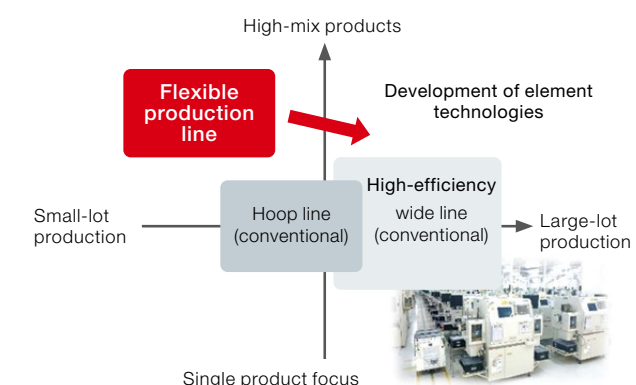 High-mix products
Flexible
production
line
Development of element
technologies
High-efficiency
wide line
(conventional)
Hoop line
(conventional)
Small-lot
production
Large-lot
production
Single product focus